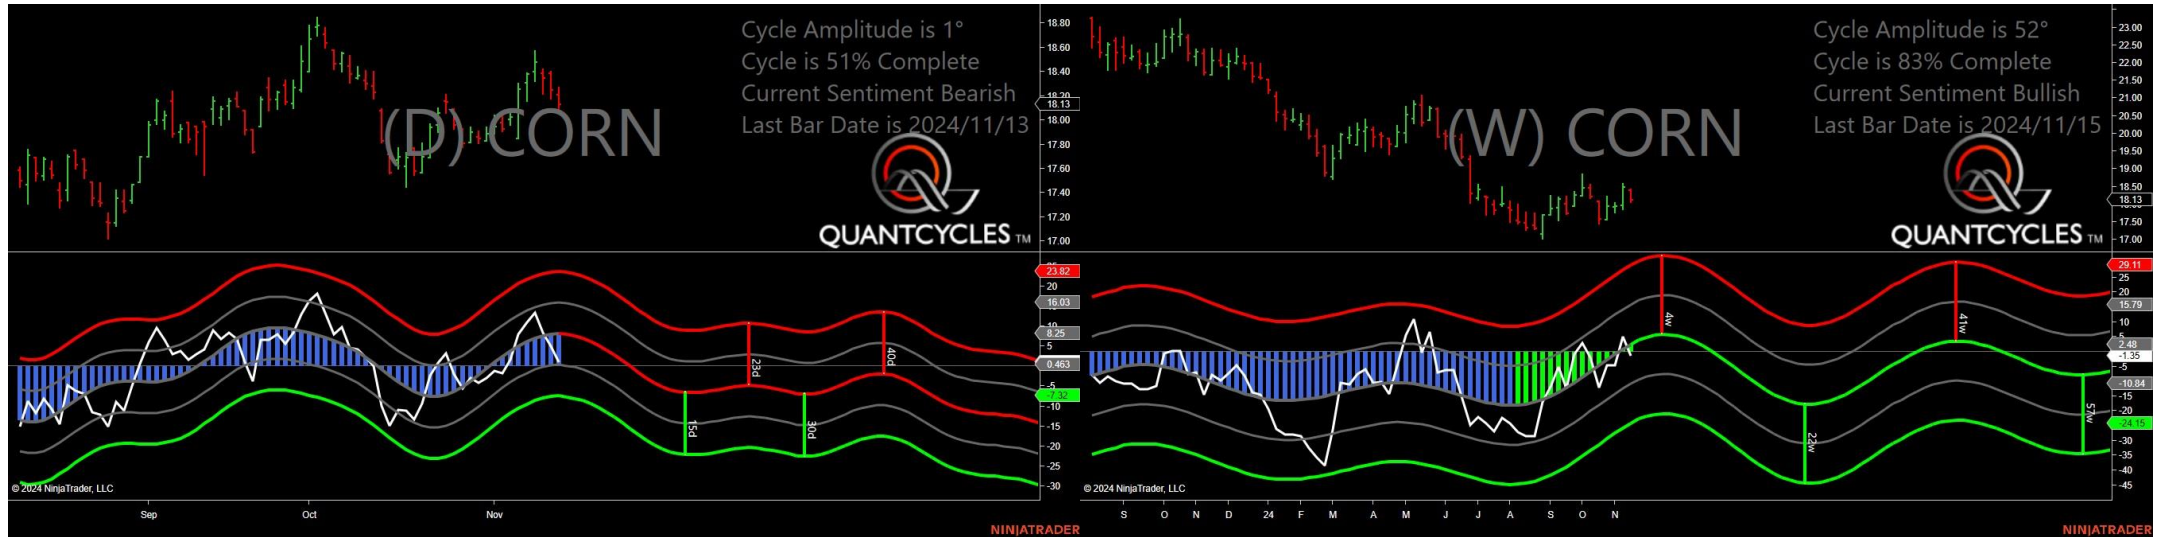 Cycle Amplitude is 1°
Cycle is 51% Complete
Current Sentiment Bearish
Last Bar Date is 2024/11/13
(D) CORN
QUANTCYCLES TM
18.80
18.60
18.40
18.20
18.13
18.00
17.80
17.60
17.40
17.20
17.00
23.82
20
16.03
10
8.25
5
0.463
-5
-7.32
-10
-15
-20
-25
-30
15d
23d
30d
40d
© 2024 NinjaTrader, LLC
Sep
Oct
Nov
NINJATRADER
Cycle Amplitude is 52°
Cycle is 83% Complete
Current Sentiment Bullish
Last Bar Date is 2024/11/15
(W) CORN
QUANTCYCLES TM
23.00
22.50
22.00
21.50
21.00
20.50
20.00
19.50
19.00
18.50
18.13
17.50
17.00
29.11
25
20
15.79
10
5
2.48
-1.35
-5
-10.84
-15
-20
-24.15
-30
-35
-40
-45
4w
22w
41w
57w
© 2024 NinjaTrader, LLC
S O N D 24 F M A M J J A S O N
NINJATRADER